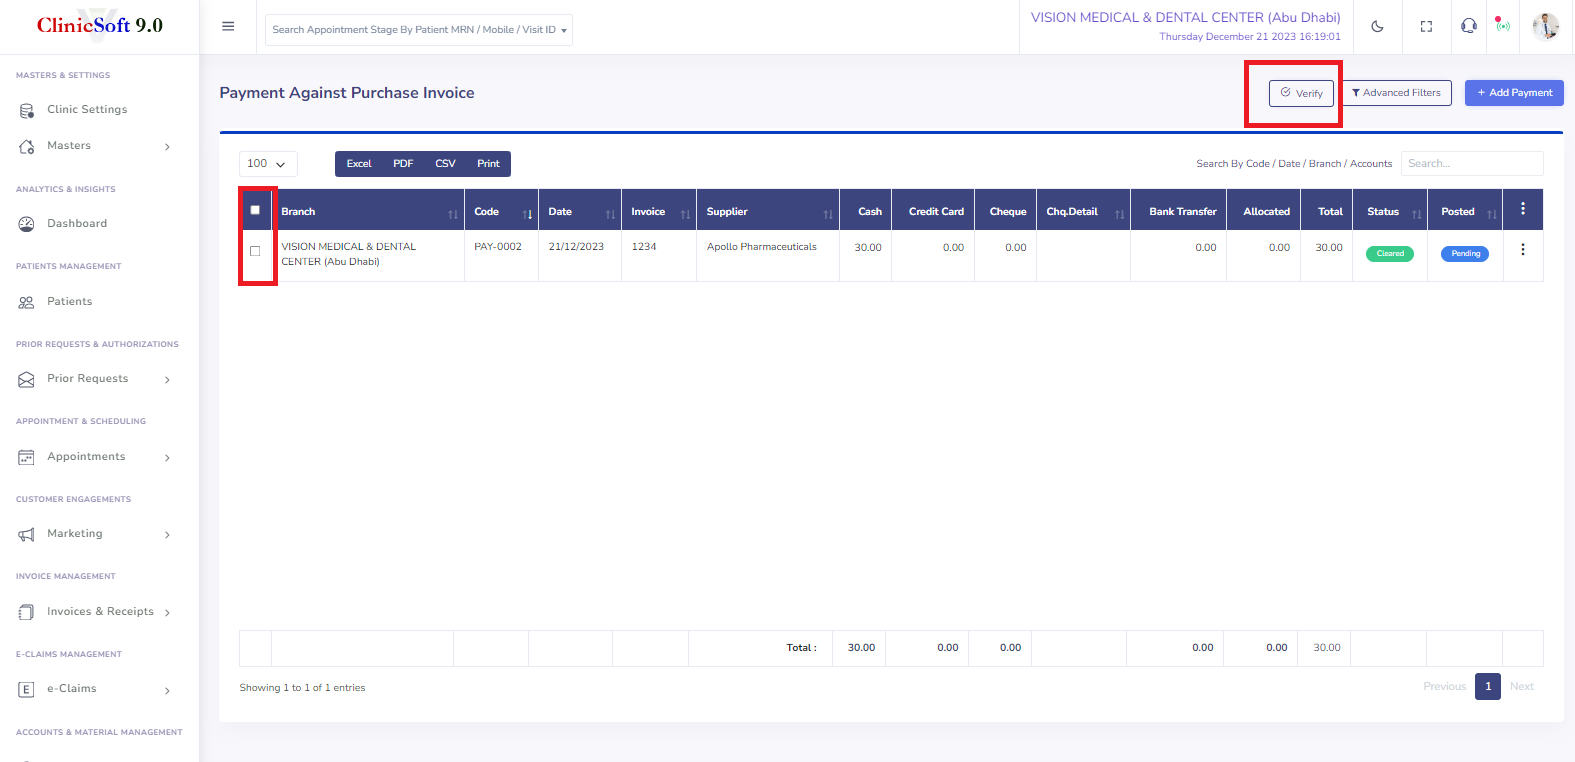 ClinicSoft 9.0
Search Appointment Stage By Patient MRN / Mobile / Visit ID
VISION MEDICAL & DENTAL CENTER (Abu Dhabi)
Thursday December 21 2023 16:19:01
MASTERS & SETTINGS
Clinic Settings
Masters
ANALYTICS & INSIGHTS
Dashboard
PATIENTS MANAGEMENT
Patients
PRIOR REQUESTS & AUTHORIZATIONS
Prior Requests
APPOINTMENT & SCHEDULING
Appointments
CUSTOMER ENGAGEMENTS
Marketing
INVOICE MANAGEMENT
Invoices & Receipts
E-CLAIMS MANAGEMENT
E e-Claims
ACCOUNTS & MATERIAL MANAGEMENT
Payment Against Purchase Invoice
Verify Advanced Filters + Add Payment
100 Excel PDF CSV Print Search By Code / Date / Branch / Accounts Search...
Branch Code Date Invoice Supplier Cash Credit Card Cheque Chq.Detail Bank Transfer Allocated Total Status Posted
VISION MEDICAL & DENTAL PAY-0002 21/12/2023 1234 Apollo Pharmaceuticals 30.00 0.00 0.00 0.00 0.00 30.00 Cleared Pending
CENTER (Abu Dhabi)
Total : 30.00 0.00 0.00 0.00 0.00 30.00
Showing 1 to 1 of 1 entries Previous 1 Next